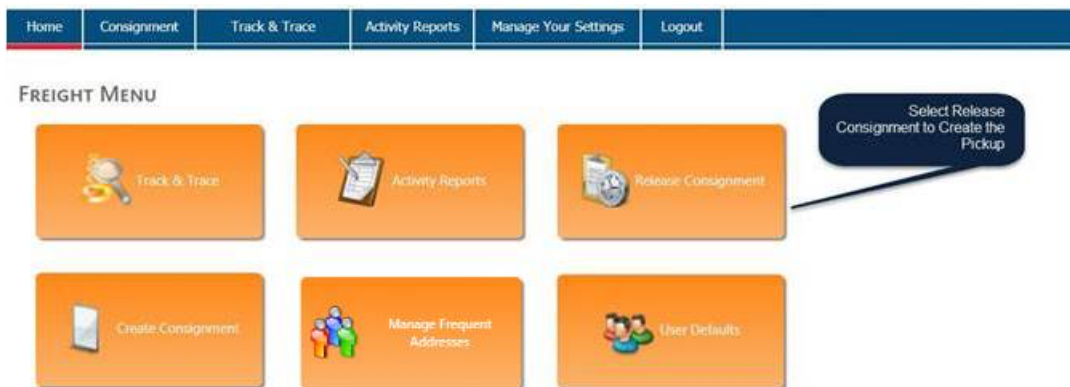 Home Consignment Track & Trace Activity Reports Manage Your Settings Logout
FREIGHT MENU
Select Release
Consignment to Create the
Pickup
Track & Trace Activity Reports Release Consignment
Create Consignment Manage Frequent
Addresses User Defaults